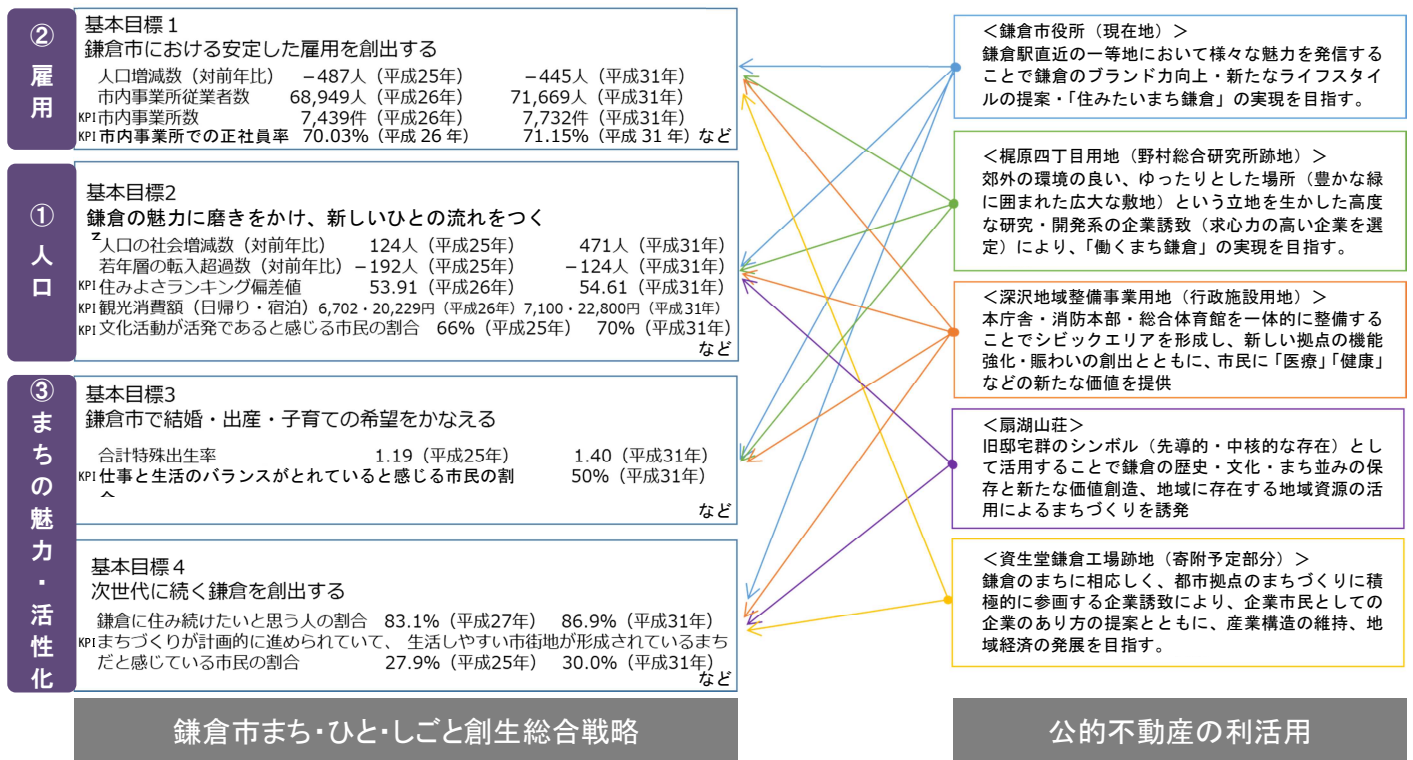 ② 雇用
基本目標１
鎌倉市における安定した雇用を創出する
人口増減数（対前年比） －487人（平成25年） －445人（平成31年）
市内事業所従業者数 68,949人（平成26年） 71,669人（平成31年）
KPI 市内事業所数 7,439件（平成26年） 7,732件（平成31年）
KPI 市内事業所での正社員率 70.03%（平成 26 年） 71.15%（平成 31 年）など
① 人口
基本目標2
鎌倉の魅力に磨きをかけ、新しいひとの流れをつく
人口の社会増減数（対前年比） 124人（平成25年） 471人（平成31年）
若年層の転入超過数（対前年比）－192人（平成25年） －124人（平成31年）
KPI 住みよさランキング偏差値 53.91（平成26年） 54.61（平成31年）
KPI 観光消費額（日帰り・宿泊）6,702・20,229円（平成26年）7,100・22,800円（平成31年）
KPI 文化活動が活発であると感じる市民の割合 66%（平成25年） 70%（平成31年）
など
③ まちの魅力・活性化
基本目標3
鎌倉市で結婚・出産・子育ての希望をかなえる
合計特殊出生率 1.19（平成25年） 1.40（平成31年）
KPI 仕事と生活のバランスがとれていると感じる市民の割 50%（平成31年）
など
基本目標４
次世代に続く鎌倉を創出する
鎌倉に住み続けたいと思う人の割合 83.1%（平成27年） 86.9%（平成31年）
KPI まちづくりが計画的に進められていて、 生活しやすい市街地が形成されているまち
だと感じている市民の割合 27.9%（平成25年） 30.0%（平成31年）
など
鎌倉市まち・ひと・しごと創生総合戦略
＜鎌倉市役所（現在地）＞
鎌倉駅直近の一等地において様々な魅力を発信する
ことで鎌倉のブランド力向上・新たなライフスタイ
ルの提案・「住みたいまち鎌倉」の実現を目指す。
＜梶原四丁目用地（野村総合研究所跡地）＞
郊外の環境の良い、ゆったりとした場所（豊かな緑
に囲まれた広大な敷地）という立地を生かした高度
な研究・開発系の企業誘致（求心力の高い企業を選
定）により、「働くまち鎌倉」の実現を目指す。
＜深沢地域整備事業用地（行政施設用地）＞
本庁舎・消防本部・総合体育館を一体的に整備する
ことでシビックエリアを形成し、新しい拠点の機能
強化・賑わいの創出とともに、市民に「医療」「健康」
などの新たな価値を提供
＜扇湖山荘＞
旧邸宅群のシンボル（先導的・中核的な存在）とし
て活用することで鎌倉の歴史・文化・まち並みの保
存と新たな価値創造、地域に存在する地域資源の活
用によるまちづくりを誘発
＜資生堂鎌倉工場跡地（寄附予定部分）＞
鎌倉のまちに相応しく、都市拠点のまちづくりに積
極的に参画する企業誘致により、企業市民としての
企業のあり方の提案とともに、産業構造の維持、地
域経済の発展を目指す。
公的不動産の利活用